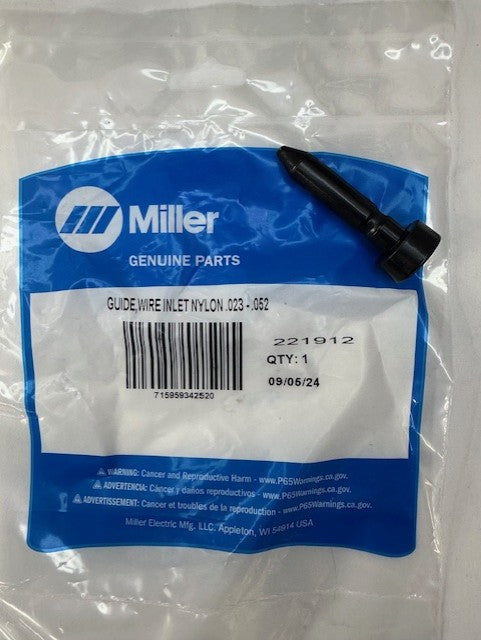 Miller
GENUINE PARTS
GUIDE,WIRE INLET NYLON .023 - .052
221912
QTY: 1
09/05/24
715959342520
WARNING: Cancer and Reproductive Harm - www.P65Warnings.ca.gov.
ADVERTENCIA: Cáncer y daños reproductivos - www.P65Warnings.ca.gov.
ADVERTISSEMENT: Cancer et troubles de la reproduction - www.P65Warnings.ca.gov.
Miller Electric Mfg. LLC. Appleton, WI 54914 USA